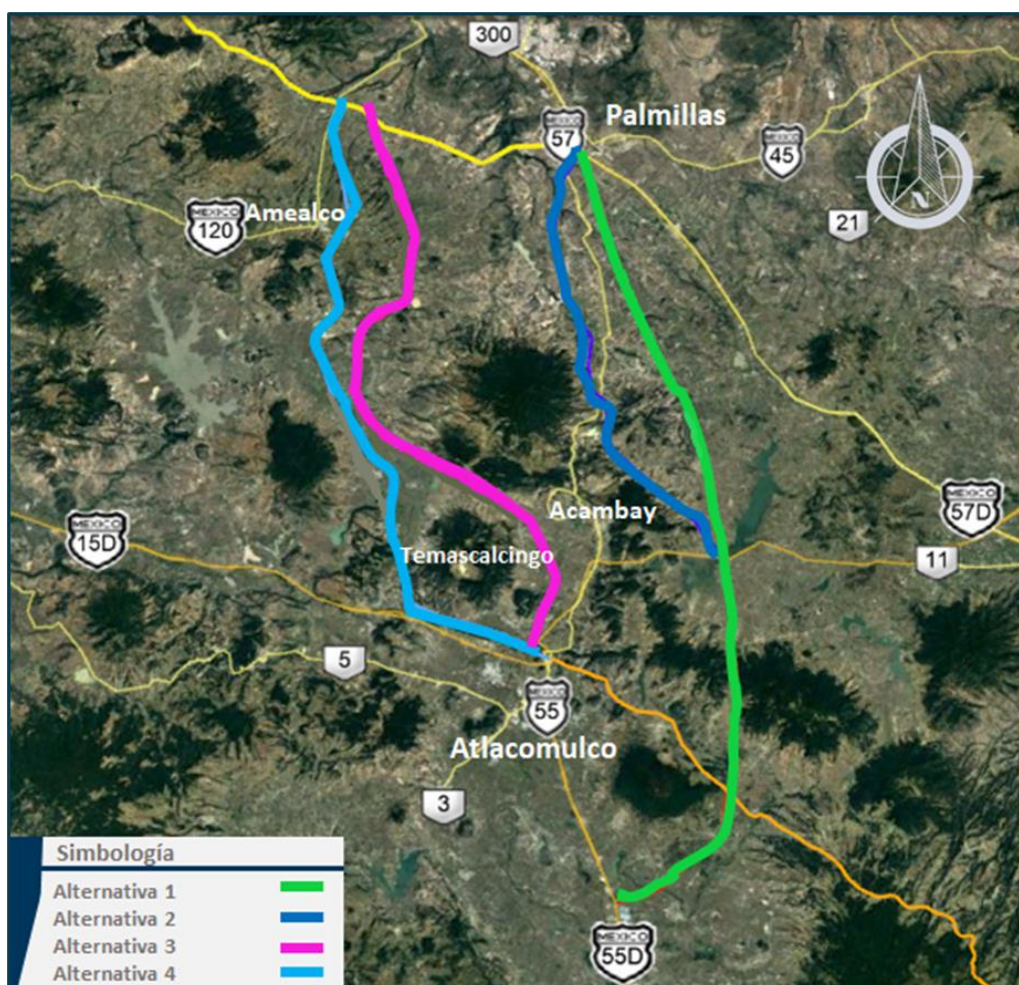 300
Palmillas
MEXICO
57
MEXICO
45
Amealco
MEXICO
120
21
N
Acambay
MEXICO
15D
MEXICO
57D
Temascalcingo
11
5
MEXICO
55
Atlacomulco
3
MEXICO
55D
Simbología
Alternativa 1
Alternativa 2
Alternativa 3
Alternativa 4